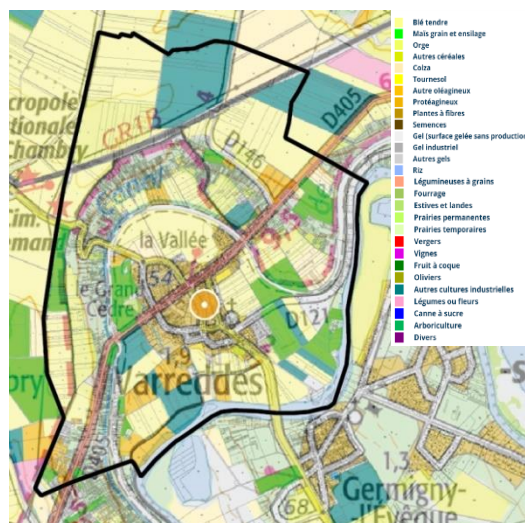 cropole
tionale
Chambry
D405
D146
la Vallée
54
le Grand
Cèdre
D121
1,9
Varreddes
D405
68
1,3
Germigny-
-l'Evêque
Blé tendre
Maïs grain et ensilage
Orge
Autres céréales
Colza
Tournesol
Autre oléagineux
Protéagineux
Plantes à fibres
Semences
Gel (surface gelée sans production
Gel industriel
Autres gels
Riz
Légumineuses à grains
Fourrage
Estives et landes
Prairies permanentes
Prairies temporaires
Vergers
Vignes
Fruit à coque
Oliviers
Autres cultures industrielles
Légumes ou fleurs
Canne à sucre
Arboriculture
Divers